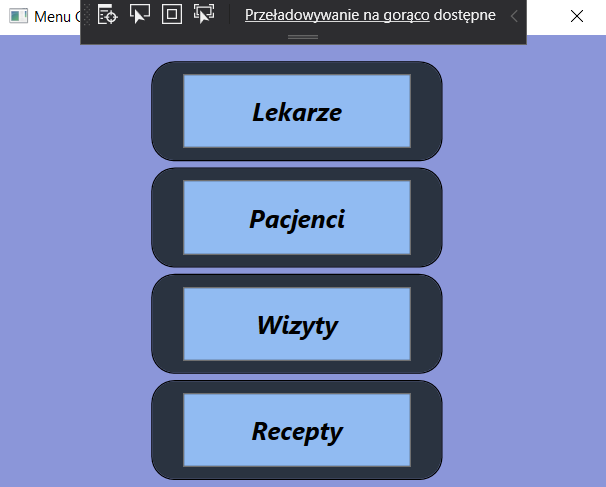 Menu
Przeładowywanie na gorąco dostępne
Lekarze
Pacjenci
Wizyty
Recepty